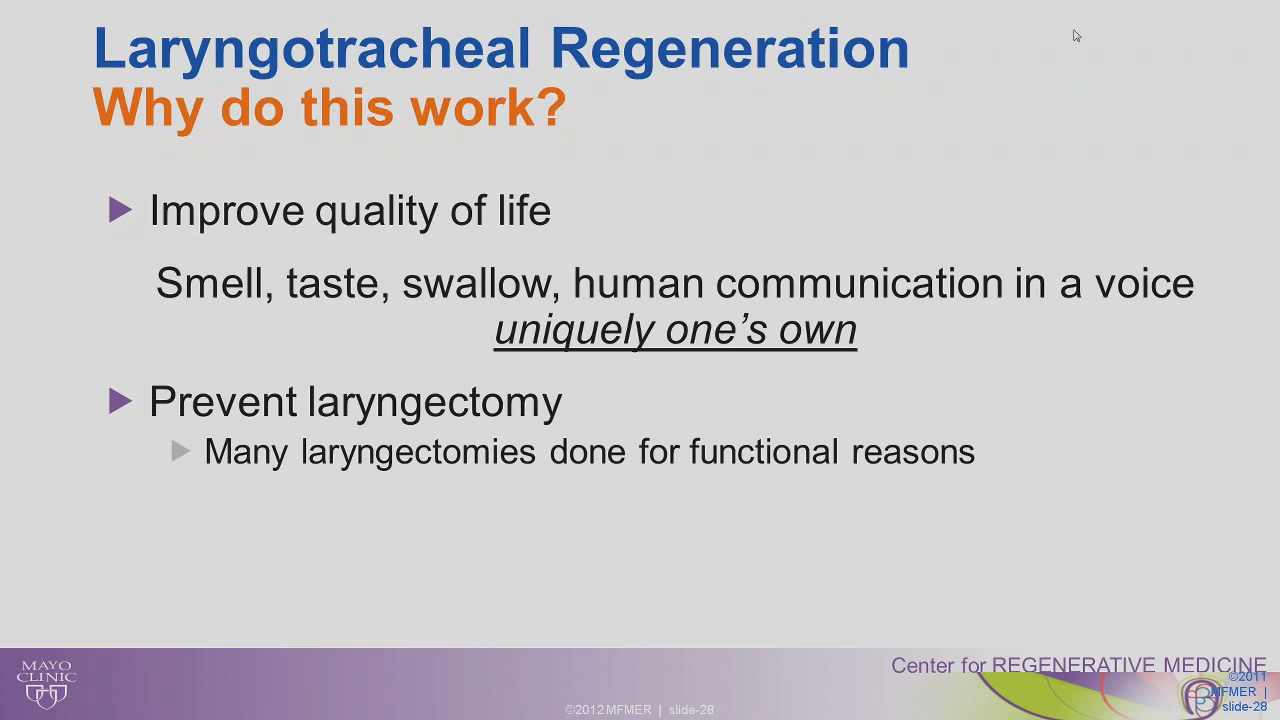 Laryngotracheal Regeneration
Why do this work?
Improve quality of life
Smell, taste, swallow, human communication in a voice
uniquely one's own
Prevent laryngectomy
Many laryngectomies done for functional reasons
MAYO
CLINIC
Center for REGENERATIVE MEDICINE
©2011
MFMER |
slide-28
©2012 MFMER | slide-28